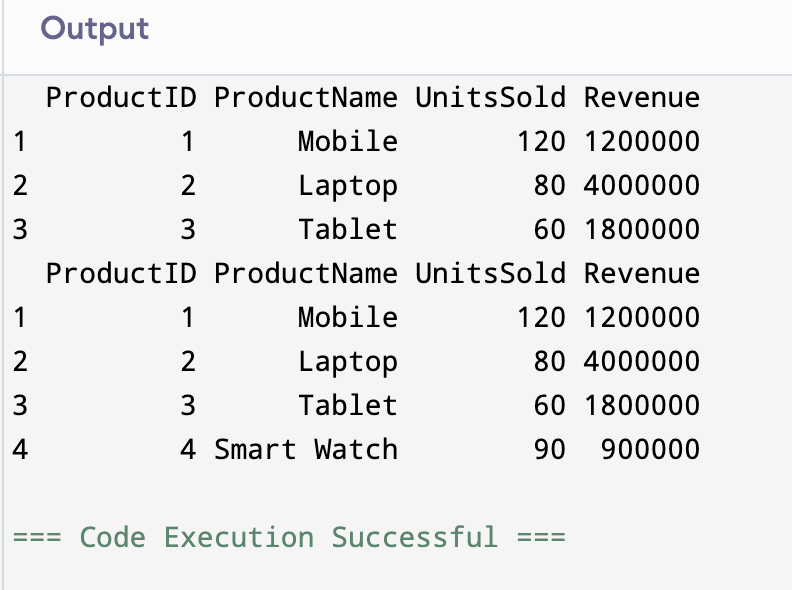 Output
  ProductID ProductName UnitsSold Revenue
1         1      Mobile       120 1200000
2         2      Laptop        80 4000000
3         3      Tablet        60 1800000
  ProductID ProductName UnitsSold Revenue
1         1      Mobile       120 1200000
2         2      Laptop        80 4000000
3         3      Tablet        60 1800000
4         4 Smart Watch        90  900000
=== Code Execution Successful ===